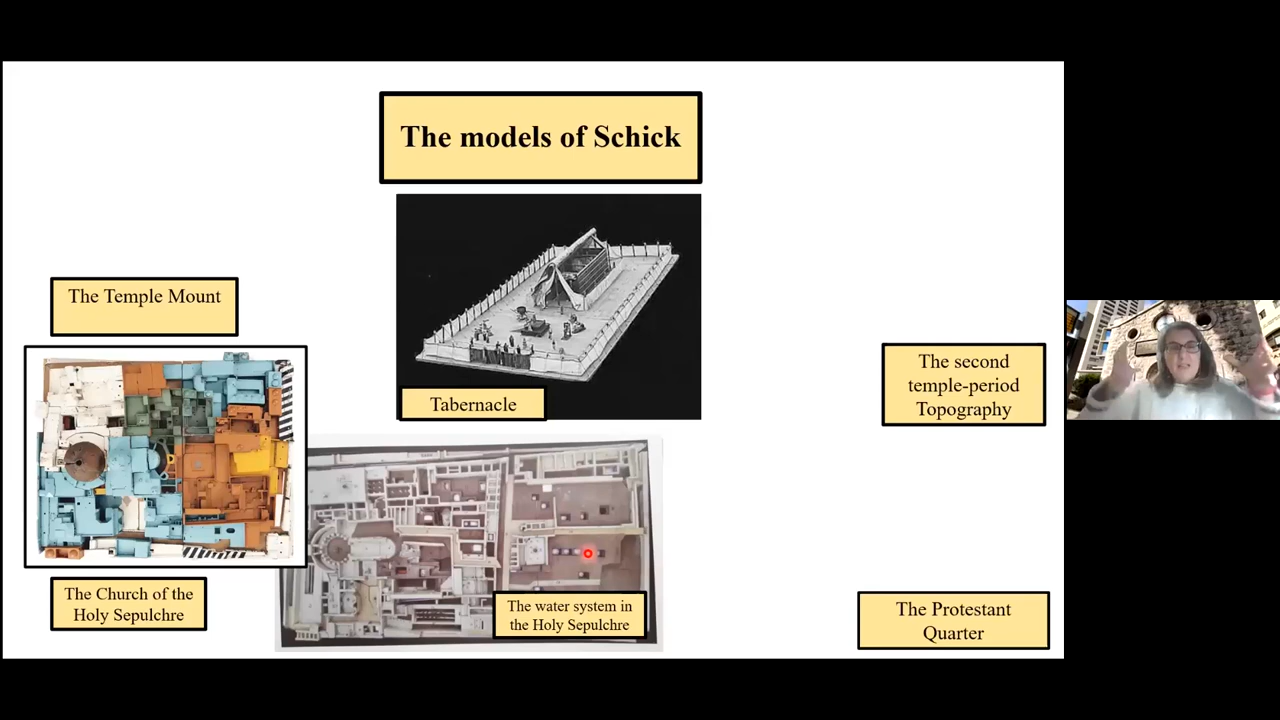 The models of Schick
The Temple Mount
Tabernacle
The second
temple-period
Topography
The Church of the
Holy Sepulchre
The water system in
the Holy Sepulchre
The Protestant
Quarter